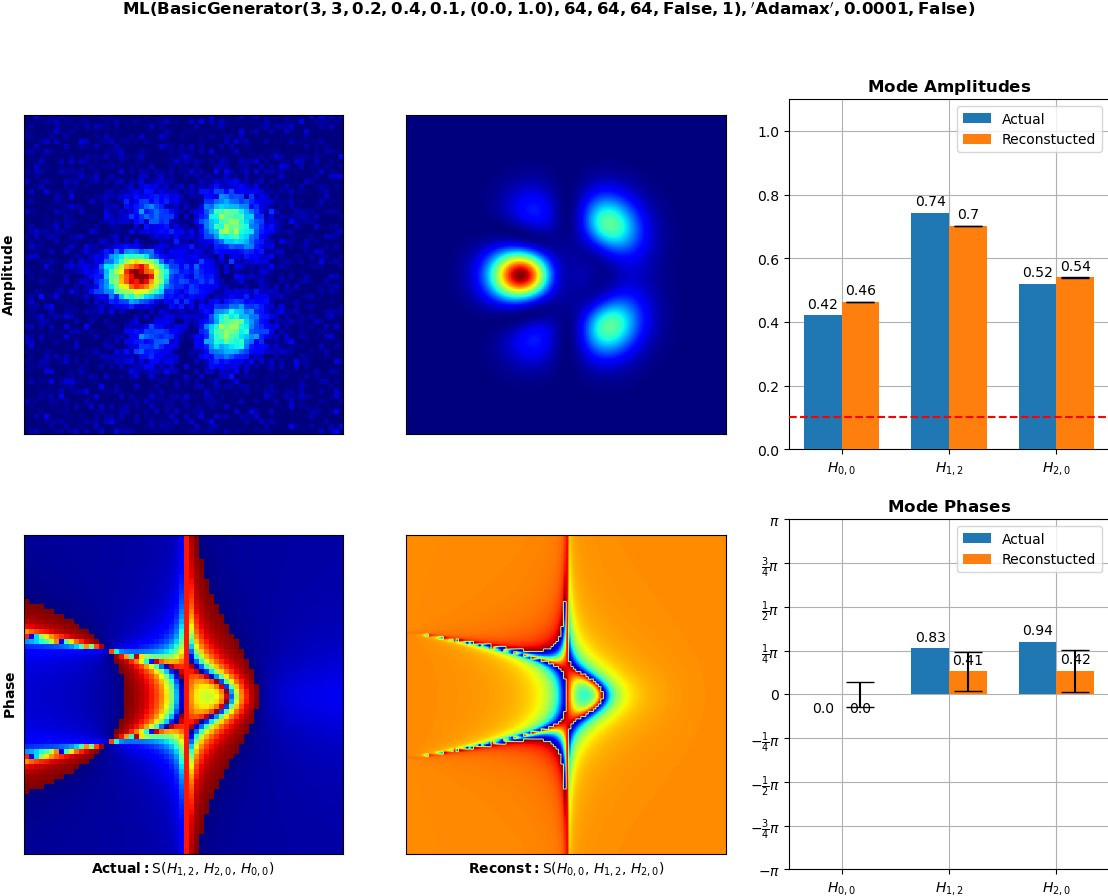 ML(BasicGenerator(3, 3, 0.2, 0.4, 0.1, (0.0, 1.0), 64, 64, 64, False, 1), ′Adamax′, 0.0001, False)
Amplitude
Mode Amplitudes
Actual
Reconstucted
1.0
0.8
0.6
0.4
0.2
0.0
0.42
0.46
0.74
0.7
0.52
0.54
H0,0
H1,2
H2,0
Phase
Actual: S(H1,2, H2,0, H0,0)
Reconst: S(H0,0, H1,2, H2,0)
Mode Phases
Actual
Reconstucted
π
3/4π
1/2π
1/4π
0
−1/4π
−1/2π
−3/4π
−π
0.0
0.0
0.83
0.41
0.94
0.42
H0,0
H1,2
H2,0